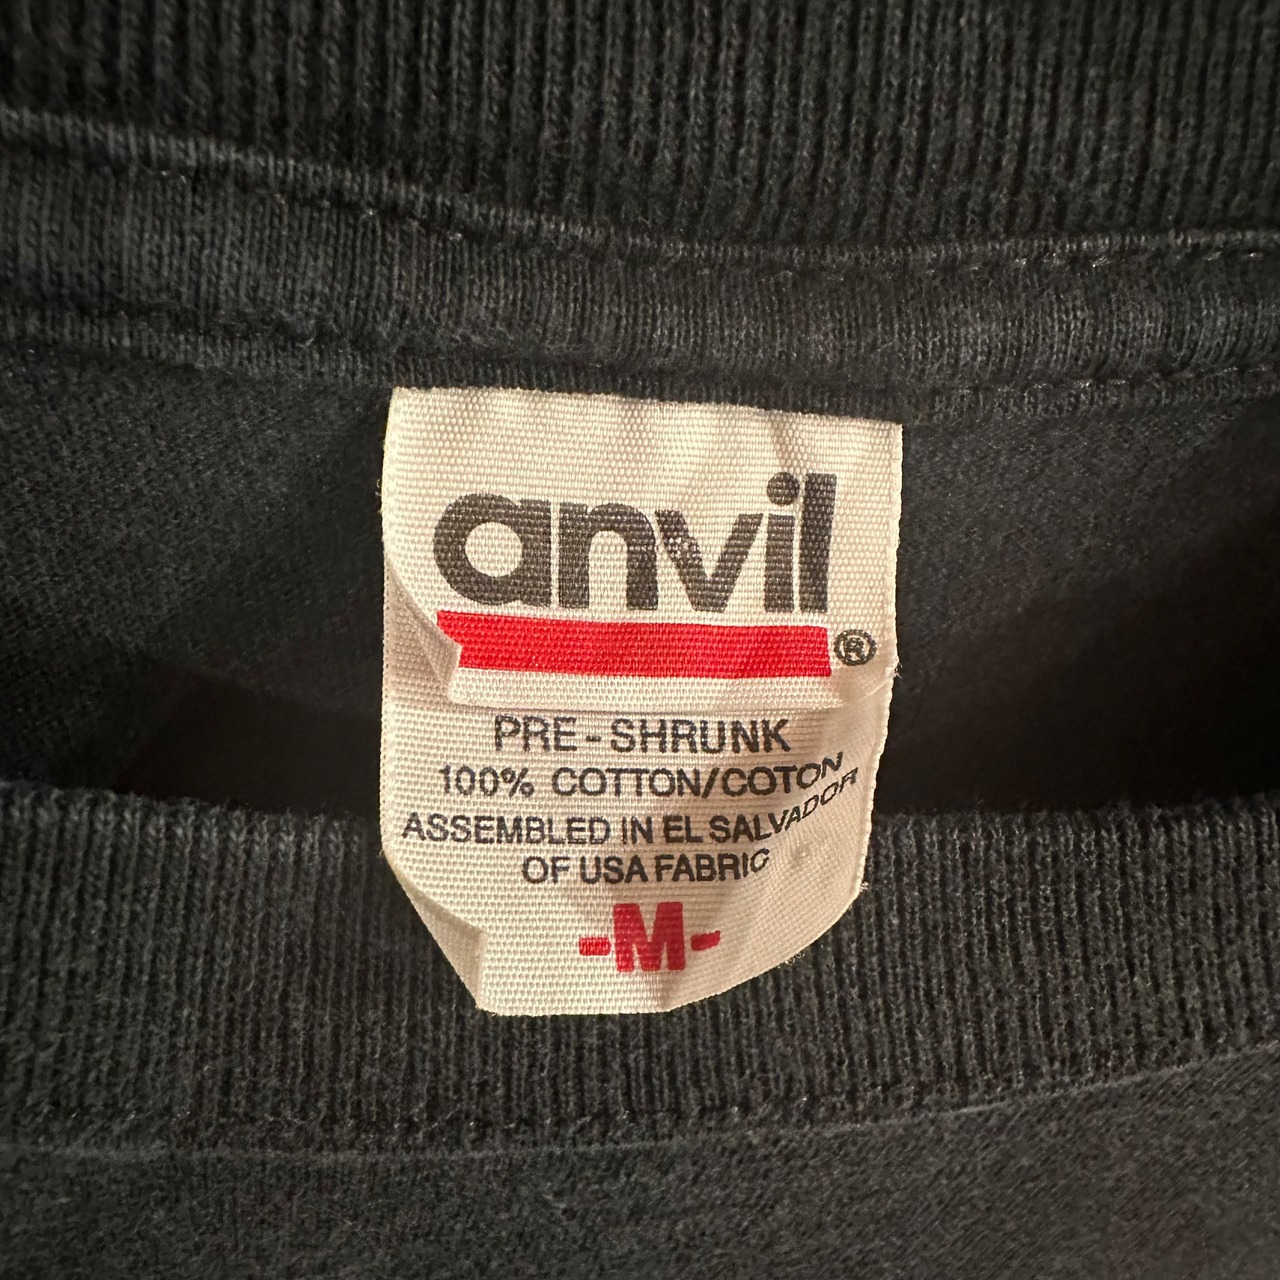 anvil
®
PRE-SHRUNK
100% COTTON/COTON
ASSEMBLED IN EL SALVADOR
OF USA FABRIC
-M-